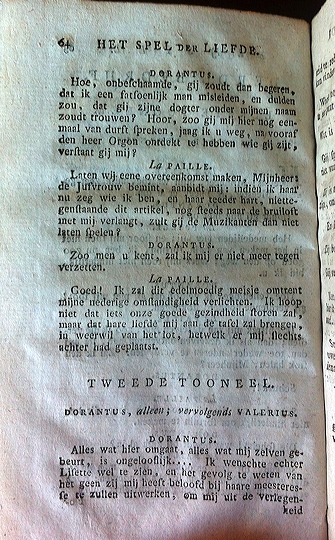 64 HET SPEL DER LIEFDE.
DORANTUS.
Hoe, onbeschaamde, gij zoudt dan begeren,
dat ik een fatsoenlijk man misleiden, en dulden
zou, dat gij zijne dogter onder mijnen naam
zoudt trouwen? Hoor, zoo gij mij hier nog een-
maal van durft spreken, jaag ik u weg, na vooraf
den heer Orgon ontdekt te hebben wie gij zijt,
verstaat gij mij?
La PAILLE.
Laten wij eene overeenkomst maken, Mijnheer:
de Jufvrouw bemint, aanbidt mij: indien ik haar
nu zeg wie ik ben, en haar teeder hart, niette-
genstaande dit artikel, nog steeds naar de bruiloft
met mij verlangt, zult gij de Muzikanten dan niet
laten spelen?
DORANTUS.
Zoo men u kent, zal ik mij er niet meer tegen
verzetten.
La PAILLE.
Goed! Ik zal dit edelmoedig meisje omtrent
mijne nederige omstandigheid verlichten. Ik hoop
niet dat iets onze goede gezindheid storen zal,
maar dat hare liefde mij aan de tafel zal brengen,
in weerwil van het lot, hetwelk er mij slechts
achter had geplaatst.
TWEEDE TOONEEL.
DORANTUS, alleen; vervolgends VALERIUS.
DORANTUS.
Alles wat hier omgaat, alles wat mij zelven ge-
beurt, is ongelooflijk.... Ik wenschte echter
Lisette wel te zien, en het gevolg te weten van
het geen zij mij heeft beloofd bij haare meesteres-
se te zullen uitwerken, om mij uit de verlegen-
heid